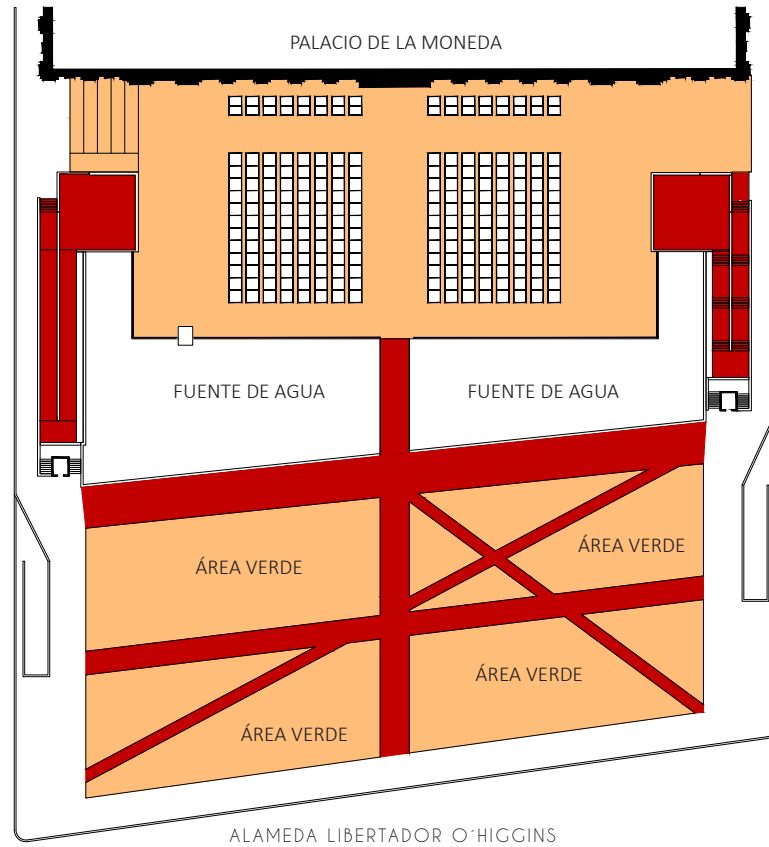 PALACIO DE LA MONEDA
FUENTE DE AGUA
FUENTE DE AGUA
ÁREA VERDE
ÁREA VERDE
ÁREA VERDE
ÁREA VERDE
ALAMEDA LIBERTADOR O´HIGGINS